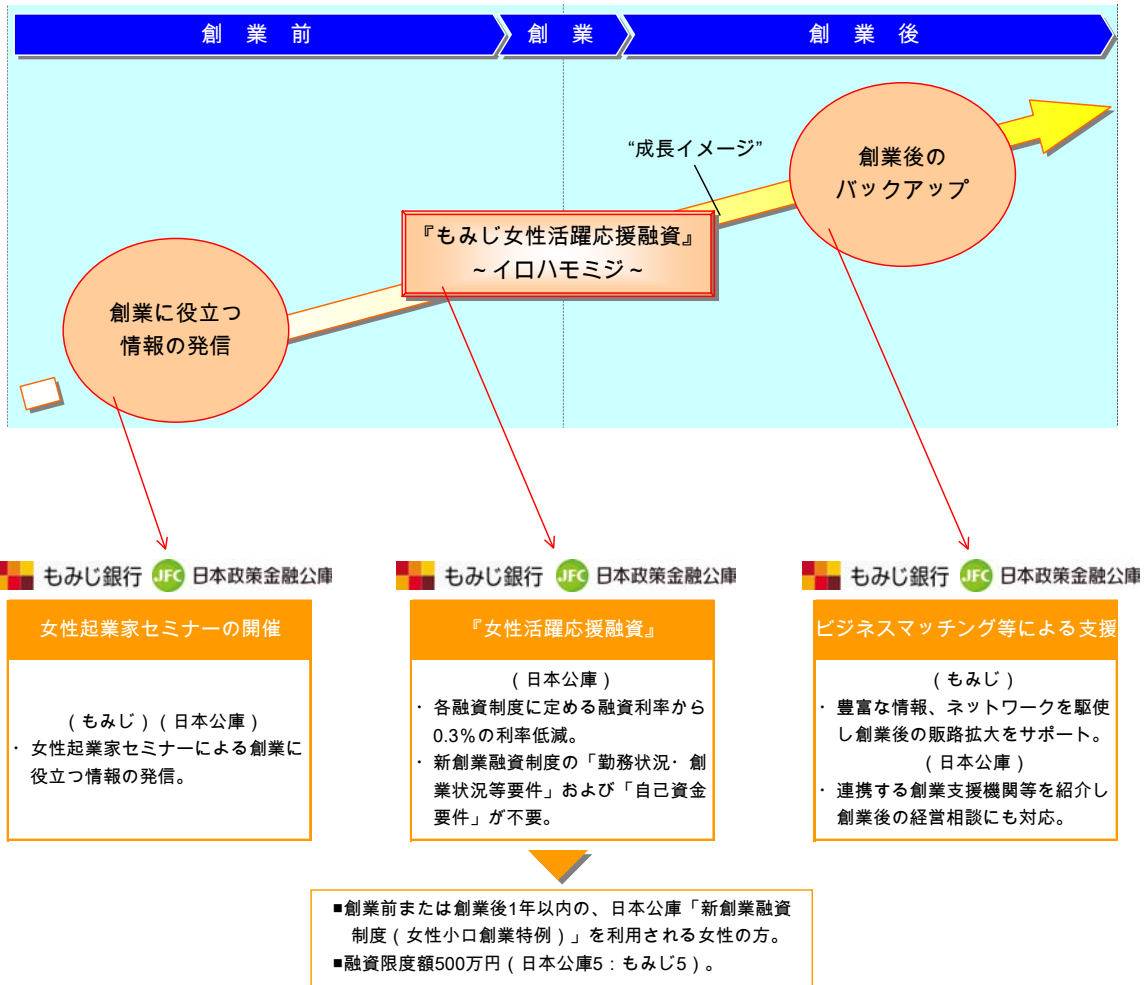 創業前
創業
創業後
“成長イメージ”
創業後の
バックアップ
『もみじ女性活躍応援融資』
~イロハモミジ~
創業に役立つ
情報の発信
もみじ銀行 JFC 日本政策金融公庫
女性起業家セミナーの開催
(もみじ)(日本公庫)
・女性起業家セミナーによる創業に
役立つ情報の発信。
もみじ銀行 JFC 日本政策金融公庫
『女性活躍応援融資』
(日本公庫)
・各融資制度に定める融資利率から
0.3%の利率低減。
・新創業融資制度の「勤務状況・創
業状況等要件」および「自己資金
要件」が不要。
もみじ銀行 JFC 日本政策金融公庫
ビジネスマッチング等による支援
(もみじ)
・豊富な情報、ネットワークを駆使
し創業後の販路拡大をサポート。
(日本公庫)
・連携する創業支援機関等を紹介し
創業後の経営相談にも対応。
■創業前または創業後1年以内の、日本公庫「新創業融資
制度(女性小口創業特例)」を利用される女性の方。
■融資限度額500万円(日本公庫5:もみじ5)。